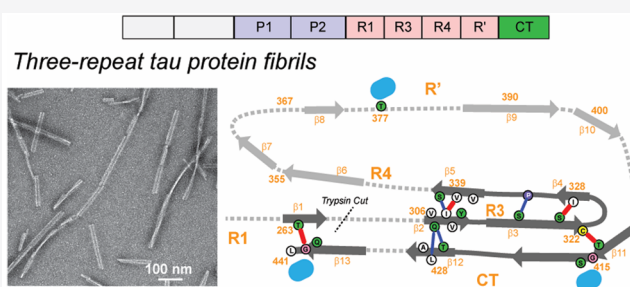 P1 P2 R1 R3 R4 R' CT
Three-repeat tau protein fibrils
100 nm
R'
367
β8
T
377
390
β9
400
β10
β7
355
β6
R4
β5
339
S V V
P
β4
328
I
306
V I Y
R3
S
S
β3
β1
Trypsin Cut
β2
Q
C
322
R1
263
T
Q
L G
441
β13
A T
L
428
β12
CT
T
β11
S G
415